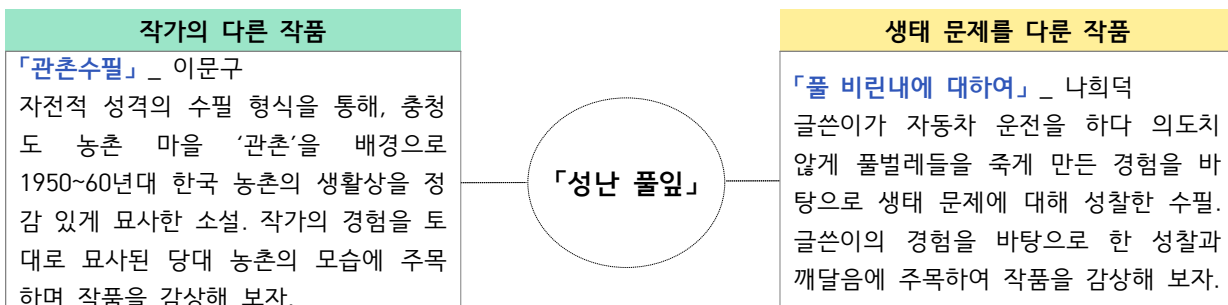 작가의 다른 작품
「관촌수필」 _ 이문구
자전적 성격의 수필 형식을 통해, 충청
도 농촌 마을 ‘관촌’을 배경으로
1950~60년대 한국 농촌의 생활상을 정
감 있게 묘사한 소설. 작가의 경험을 토
대로 묘사된 당대 농촌의 모습에 주목
하며 작품을 감상해 보자.
「성난 풀잎」
생태 문제를 다룬 작품
「풀 비린내에 대하여」 _ 나희덕
글쓴이가 자동차 운전을 하다 의도치
않게 풀벌레들을 죽게 만든 경험을 바
탕으로 생태 문제에 대해 성찰한 수필.
글쓴이의 경험을 바탕으로 한 성찰과
깨달음에 주목하여 작품을 감상해 보자.